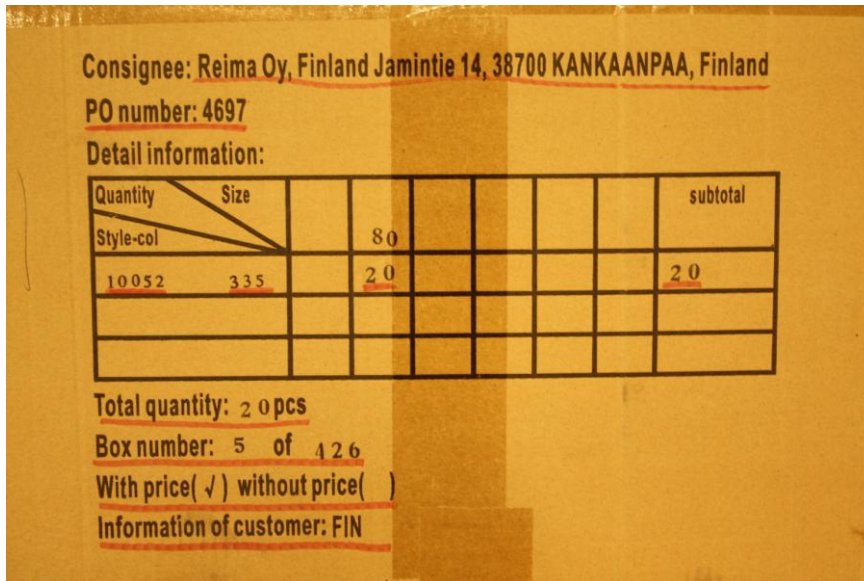 Consignee: Reima Oy, Finland Jamintie 14, 38700 KANKAANPAA, Finland
PO number: 4697
Detail information:
Quantity Size subtotal
Style-col 80
10052 335 20 20
Total quantity: 20pcs
Box number: 5 of 426
With price( √ ) without price( )
Information of customer: FIN